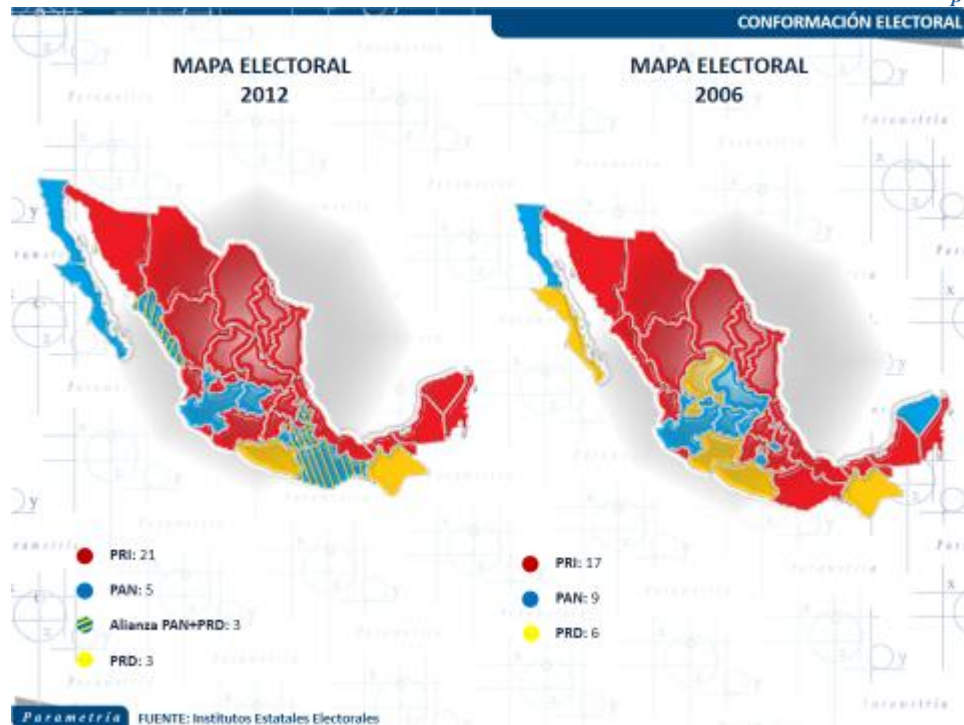 CONFORMACIÓN ELECTORAL
MAPA ELECTORAL
2012
MAPA ELECTORAL
2006
PRI: 21
PAN: 5
Alianza PAN+PRD: 3
PRD: 3
PRI: 17
PAN: 9
PRD: 6
Parametría FUENTE: Institutos Estatales Electorales